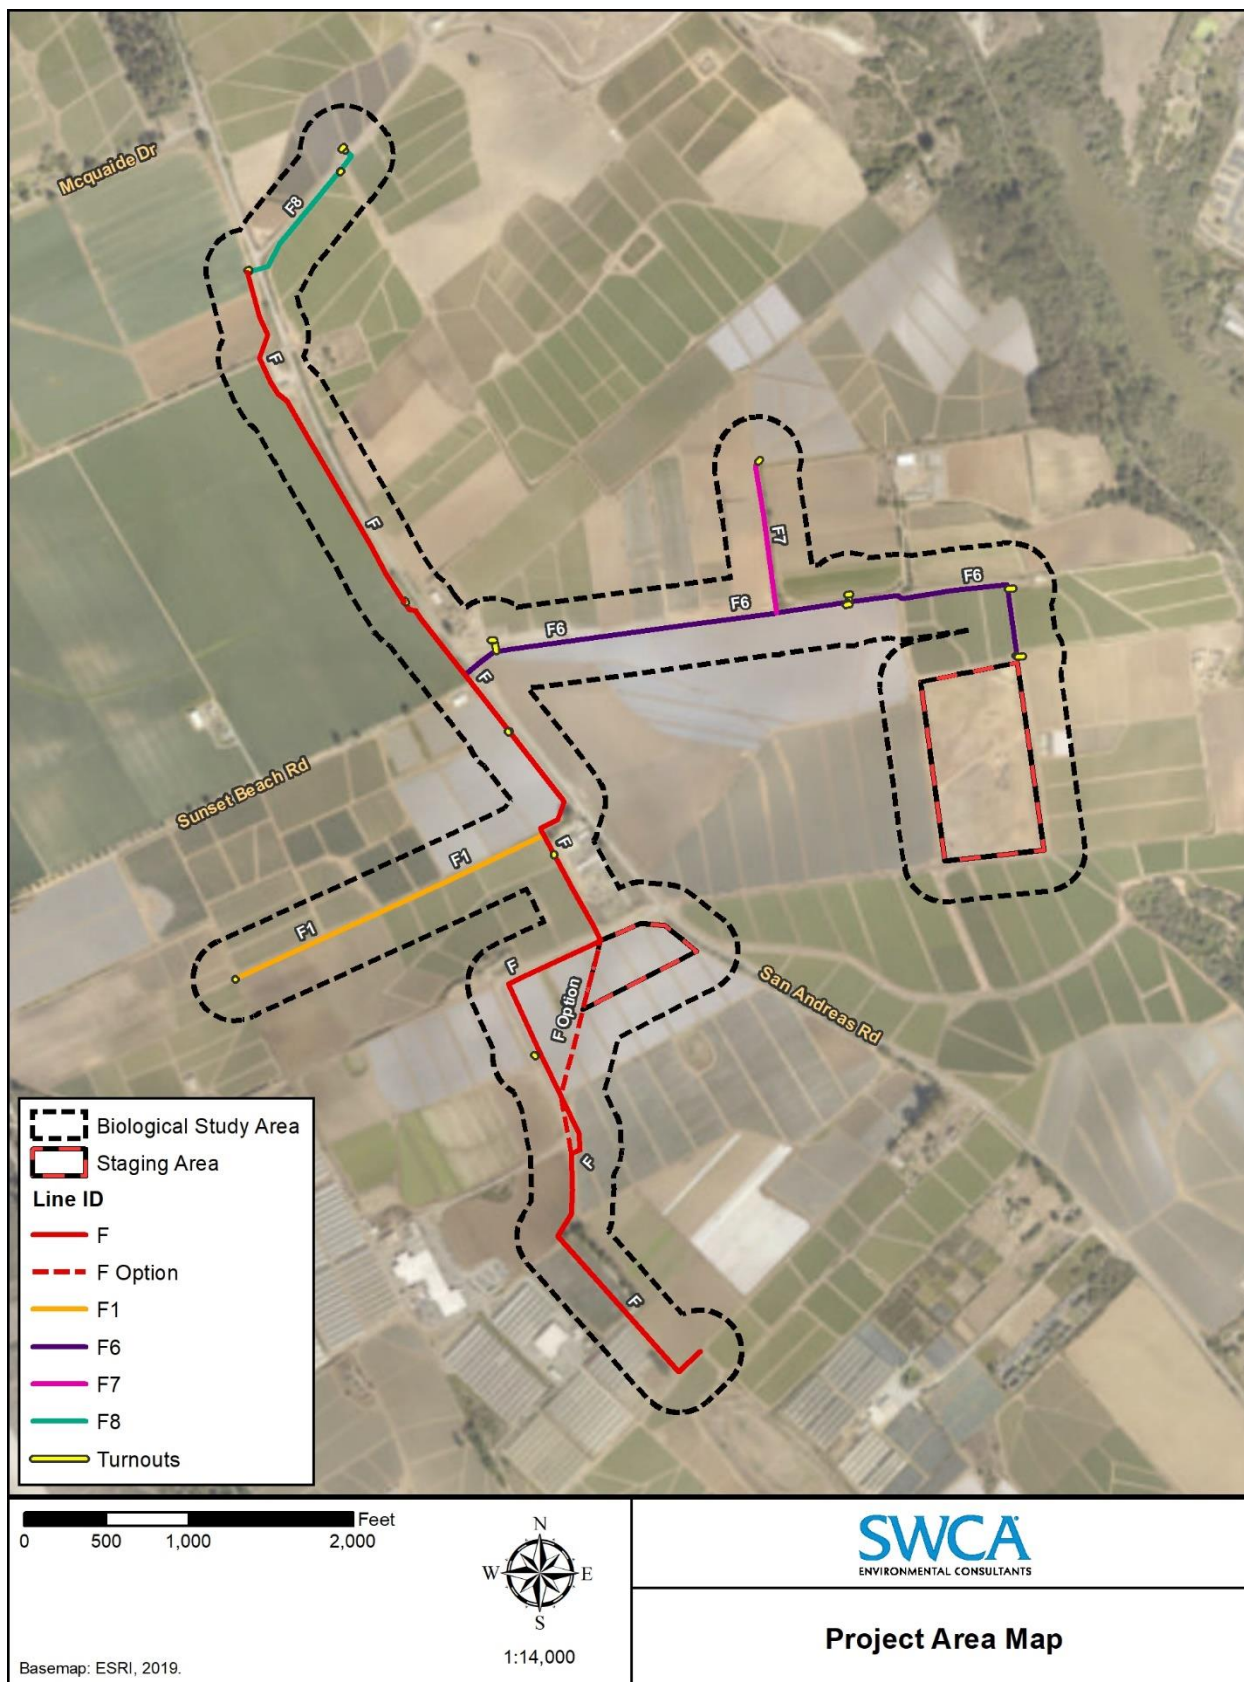 Mcquaide Dr
F8
F
F
F7
F6
F6
F6
F
Sunset Beach Rd
F1
F
F1
F
San Andreas Rd
F Option
F
F
Biological Study Area
Staging Area
Line ID
F
F Option
F1
F6
F7
F8
Turnouts
Feet
0 500 1,000 2,000
N
W E
S
1:14,000
Basemap: ESRI, 2019.
SWCA
ENVIRONMENTAL CONSULTANTS
Project Area Map